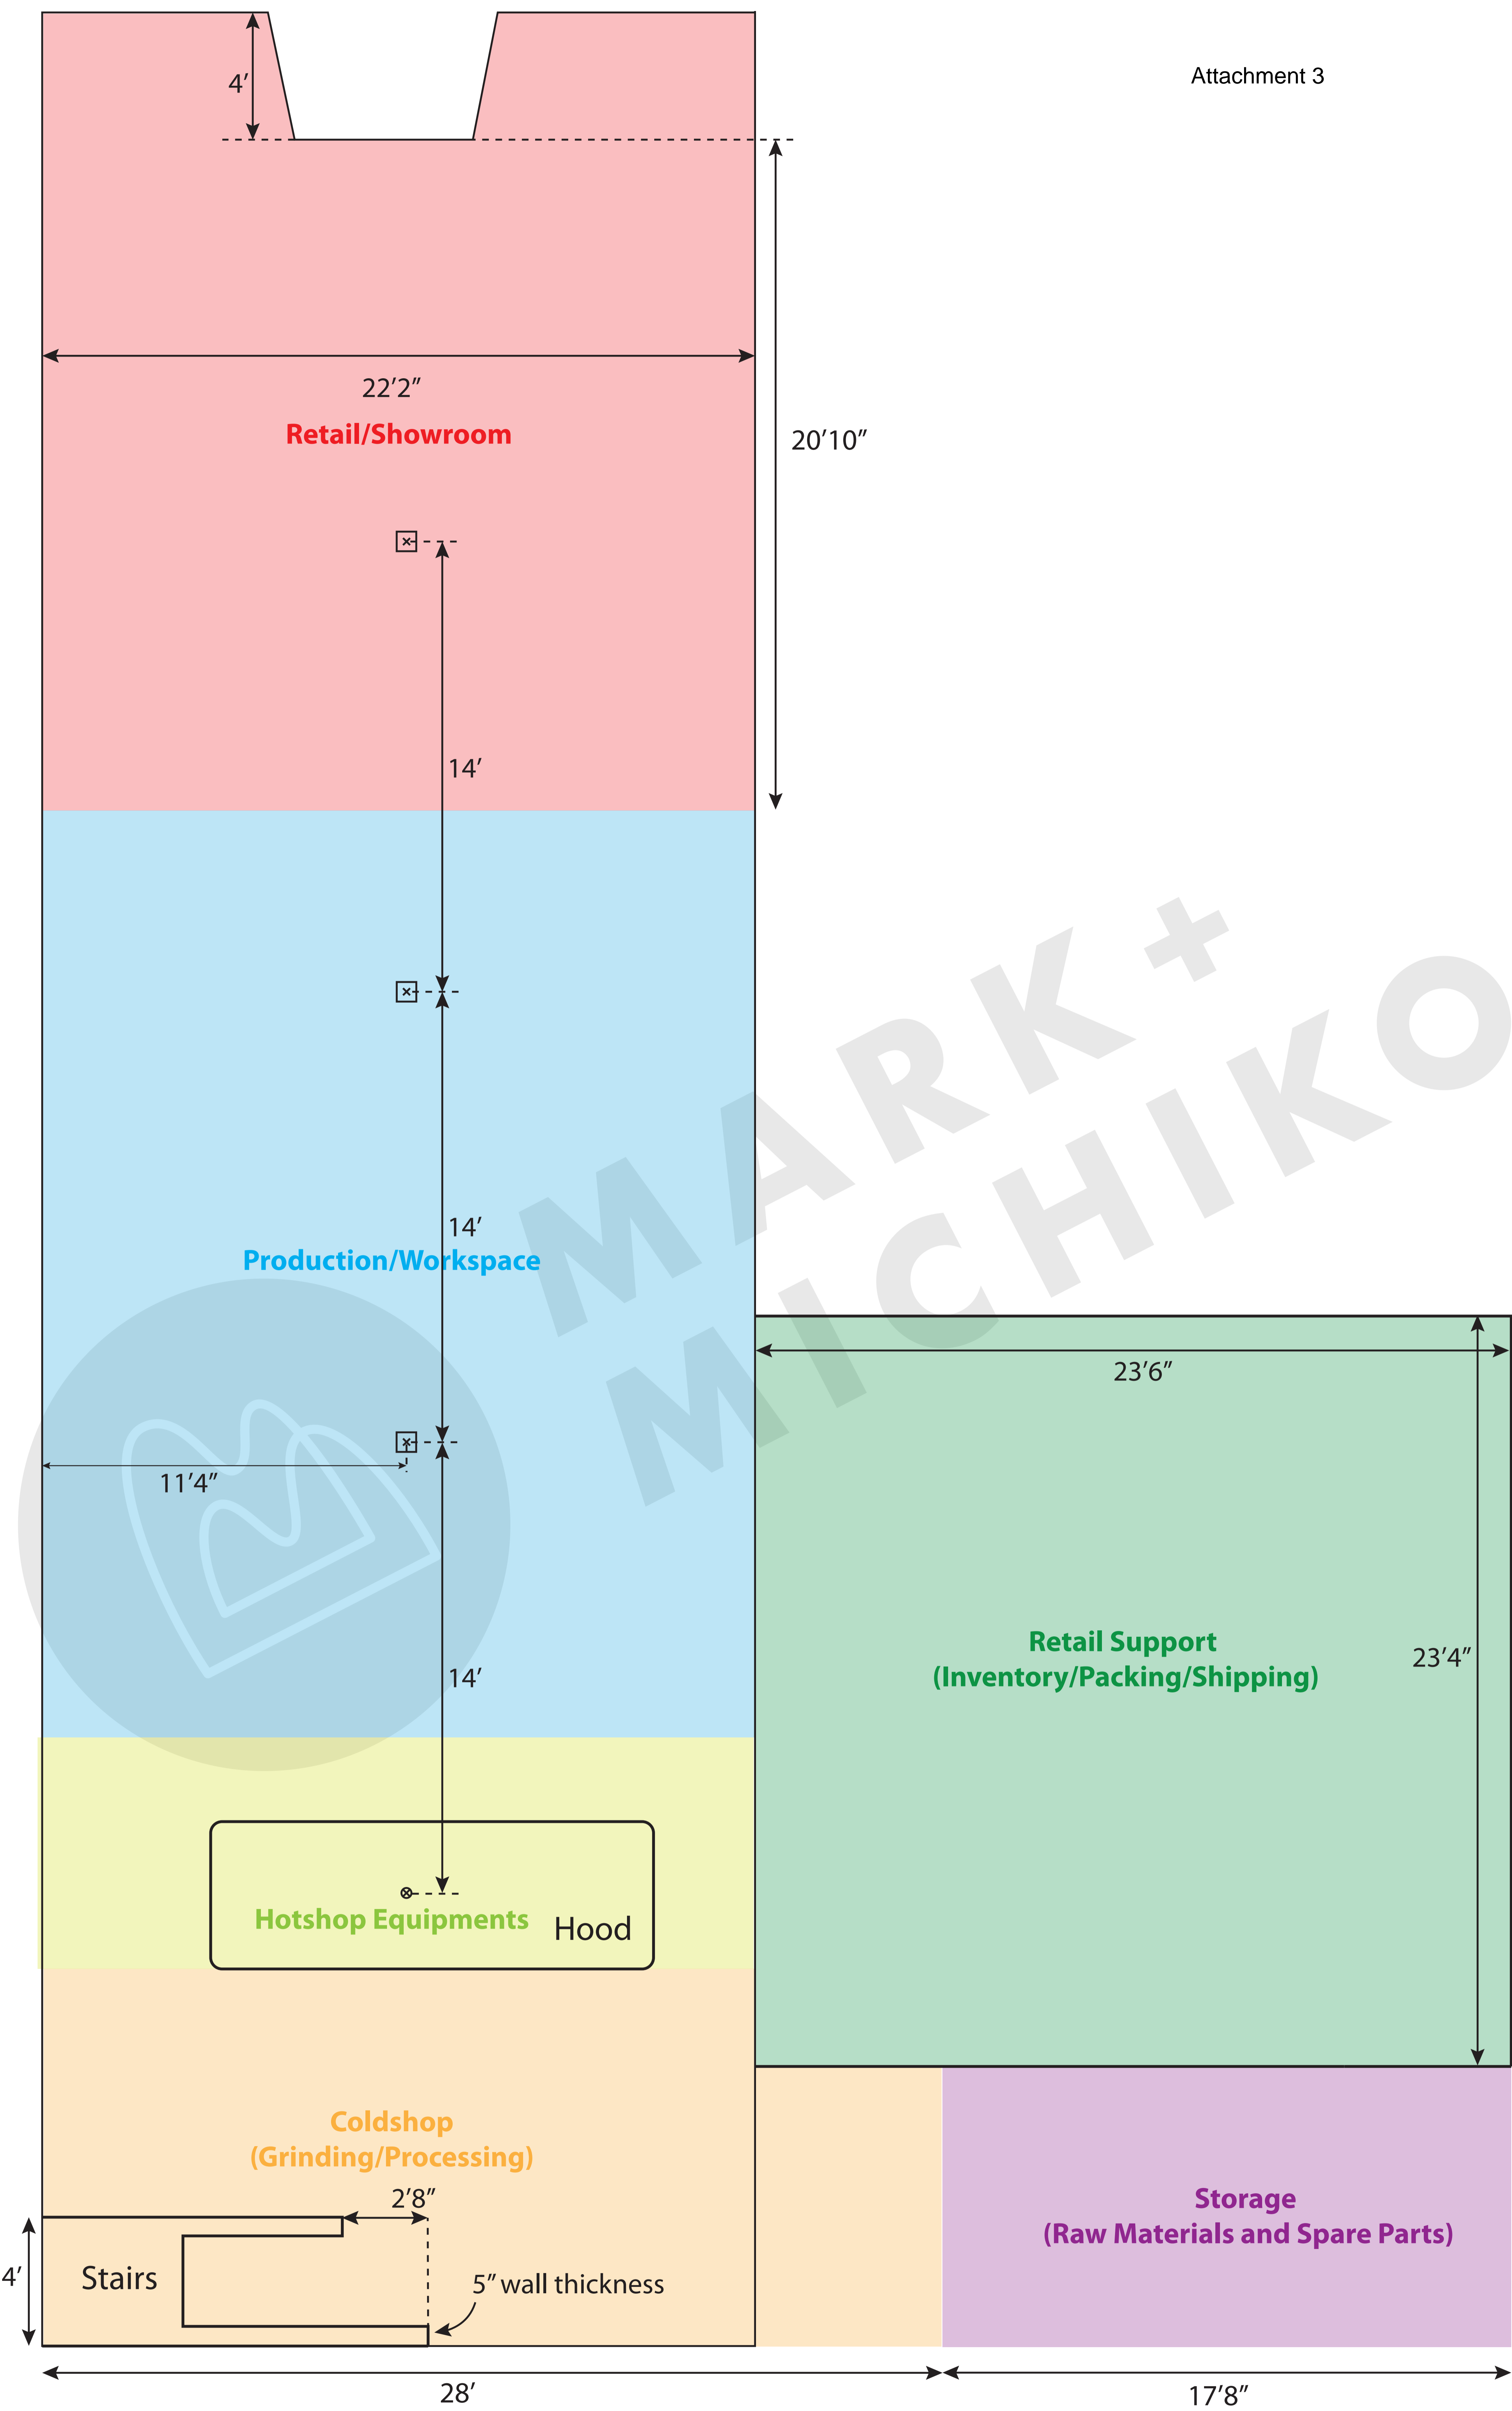 Attachment 3
4’
22’2”
Retail/Showroom
20’10”
14’
MARK+
MICHIKO
14’
Production/Workspace
23’6”
11’4”
Retail Support
(Inventory/Packing/Shipping)
23’4”
14’
Hotshop Equipments
Hood
Coldshop
(Grinding/Processing)
2’8”
Storage
(Raw Materials and Spare Parts)
4’
Stairs
5” wall thickness
28’
17’8”